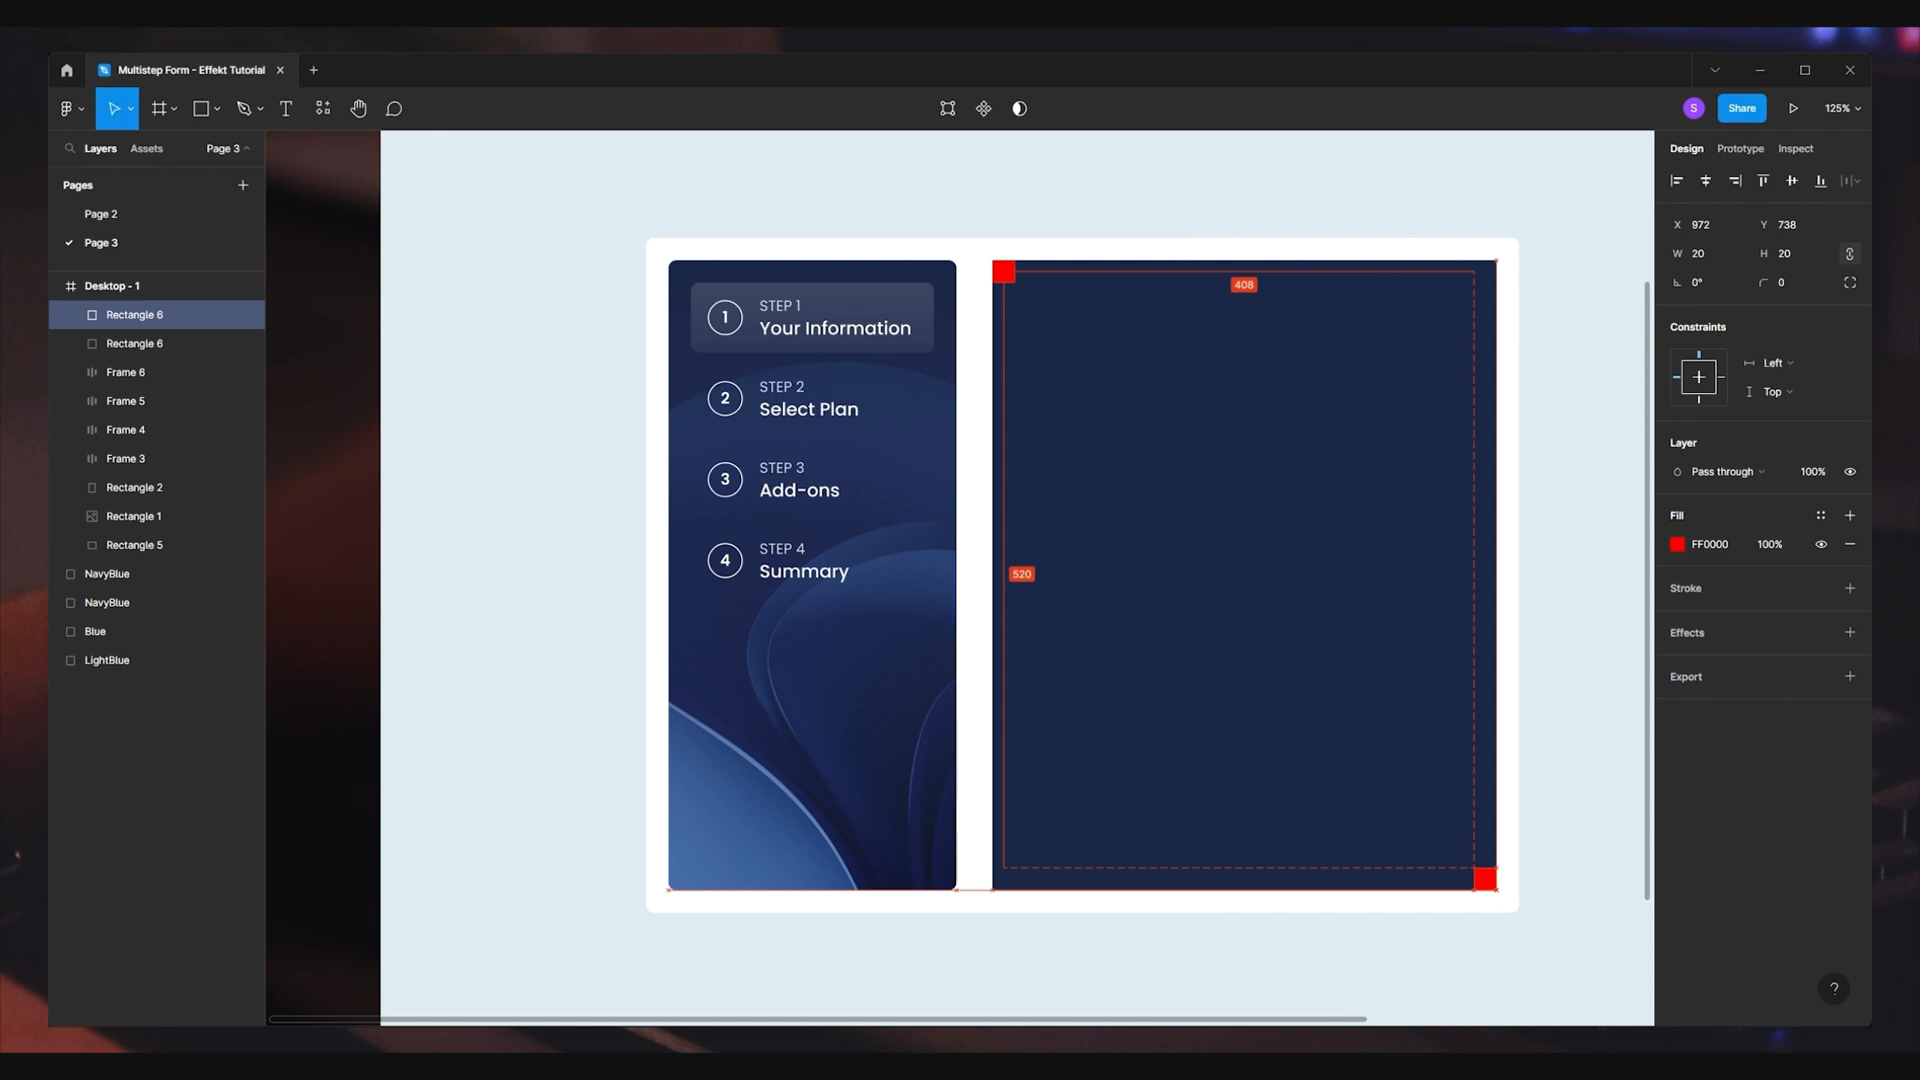 Multistep Form - Effekt Tutorial
S
Share
125%
Layers
Assets
Page 3
Pages
Page 2
Page 3
Desktop - 1
Rectangle 6
Rectangle 6
Frame 6
Frame 5
Frame 4
Frame 3
Rectangle 2
Rectangle 1
Rectangle 5
NavyBlue
NavyBlue
Blue
LightBlue
1
STEP 1
Your Information
2
STEP 2
Select Plan
3
STEP 3
Add-ons
4
STEP 4
Summary
408
520
Design
Prototype
Inspect
X 972
Y 738
W 20
H 20
0°
0
Constraints
Left
Top
Layer
Pass through
100%
Fill
FF0000
100%
Stroke
Effects
Export
?